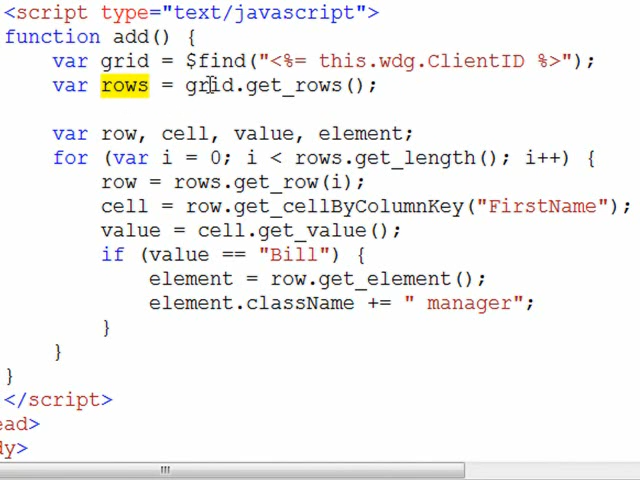 <script type="text/javascript">
function add() {
var grid = $find("<%= this.wdg.ClientID %>");
var rows = grid.get_rows();
var row, cell, value, element;
for (var i = 0; i < rows.get_length(); i++) {
row = rows.get_row(i);
cell = row.get_cellByColumnKey("FirstName");
value = cell.get_value();
if (value == "Bill") {
element = row.get_element();
element.className += " manager";
}
}
}
</script>
ead>
dy>